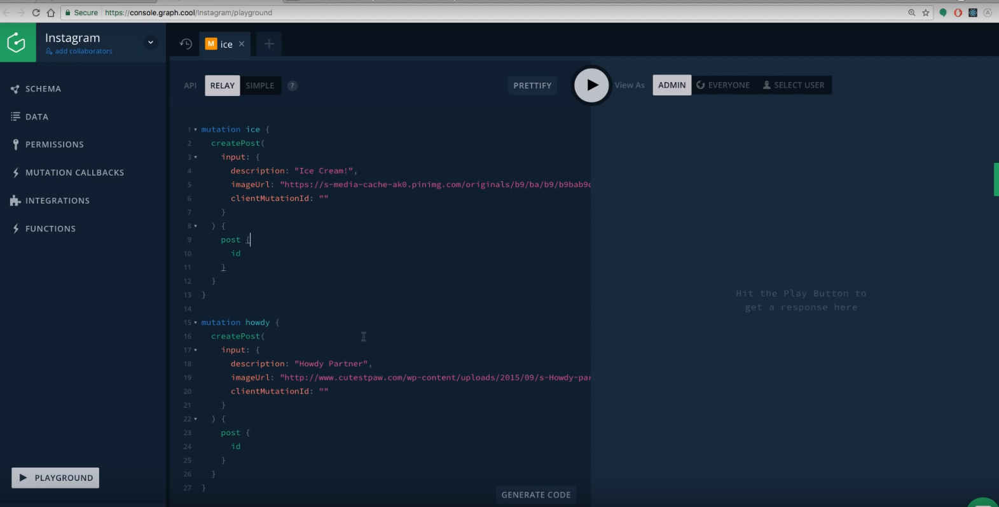 Secure https://console.graph.cool/Instagram/playground
Instagram
add collaborators
M ice
API RELAY SIMPLE ? PRETTIFY View As ADMIN EVERYONE SELECT USER
SCHEMA
DATA
PERMISSIONS
MUTATION CALLBACKS
INTEGRATIONS
FUNCTIONS
PLAYGROUND
1 mutation ice {
2 createPost(
3 input: {
4 description: "Ice Cream!",
5 imageUrl: "https://s-media-cache-ak0.pinimg.com/originals/b9/ba/b9/b9bab9
6 clientMutationId: ""
7 }
8 ) {
9 post {
10 id
11 }
12 }
13 }
14
15 mutation howdy {
16 createPost(
17 input: {
18 description: "Howdy Partner",
19 imageUrl: "http://www.cutestpaw.com/wp-content/uploads/2015/09/s-Howdy-par
20 clientMutationId: ""
21 }
22 ) {
23 post {
24 id
25 }
26 }
27 }
GENERATE CODE
Hit the Play Button to
get a response here